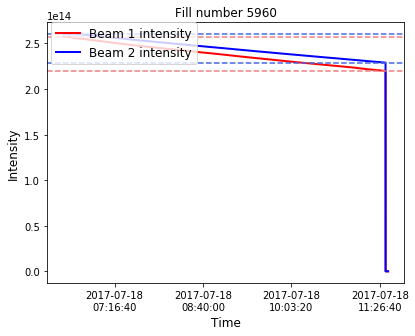 Fill number 5960
1e14
Beam 1 intensity
Beam 2 intensity
2.5
2.0
1.5
1.0
0.5
0.0
Intensity
2017-07-18 2017-07-18 2017-07-18 2017-07-18
07:16:40 08:40:00 10:03:20 11:26:40
Time